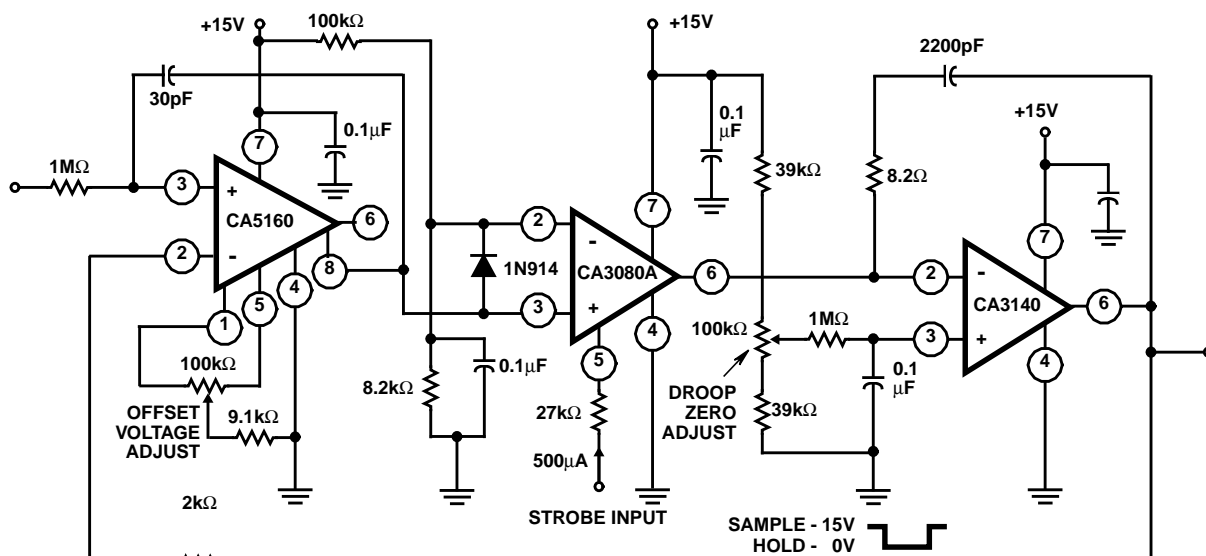 +15V
100kΩ
+15V
2200pF
30pF
0.1µF
0.1
µF
+15V
1MΩ
39kΩ
8.2Ω
7
3
+
CA5160
6
2
-
8
5
4
1
2
-
1N914
CA3080A
7
6
3
+
4
5
2
-
CA3140
7
6
3
+
4
100kΩ
OFFSET
VOLTAGE
ADJUST
9.1kΩ
8.2kΩ
0.1µF
27kΩ
500µA
STROBE INPUT
100kΩ
1MΩ
DROOP
ZERO
ADJUST
0.1
µF
39kΩ
2kΩ
SAMPLE - 15V
HOLD - 0V